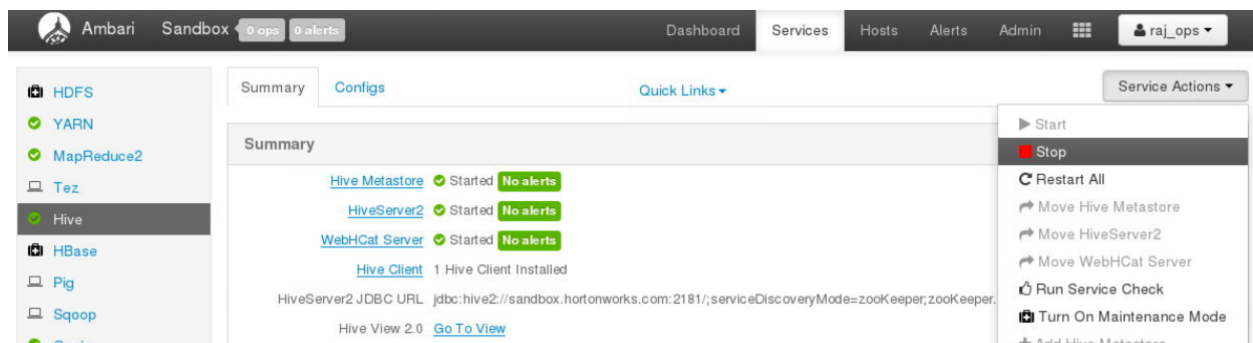 Ambari Sandbox 0 ops 0 alerts Dashboard Services Hosts Alerts Admin raj_ops
HDFS
YARN
MapReduce2
Tez
Hive
HBase
Pig
Sqoop
Summary Configs Quick Links Service Actions
Summary
Hive Metastore Started No alerts
HiveServer2 Started No alerts
WebHCat Server Started No alerts
Hive Client 1 Hive Client Installed
HiveServer2 JDBC URL jdbc:hive2://sandbox.hortonworks.com:2181/;serviceDiscoveryMode=zooKeeper;zooKeeper.
Hive View 2.0 Go To View
Start
Stop
Restart All
Move Hive Metastore
Move HiveServer2
Move WebHCat Server
Run Service Check
Turn On Maintenance Mode
Add Hive Metastore